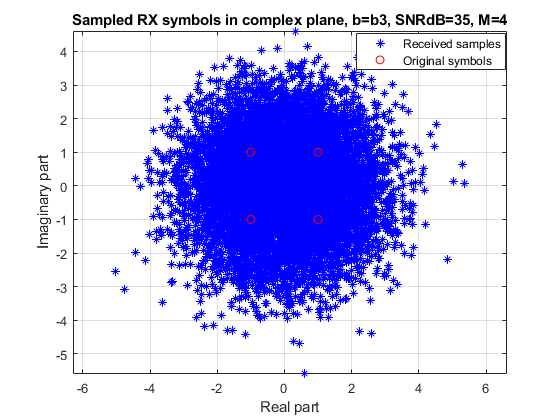 Sampled RX symbols in complex plane, b=b3, SNRdB=35, M=4
Received samples
Original symbols
4
3
2
1
0
-1
-2
-3
-4
-5
Imaginary part
-6 -4 -2 0 2 4 6
Real part